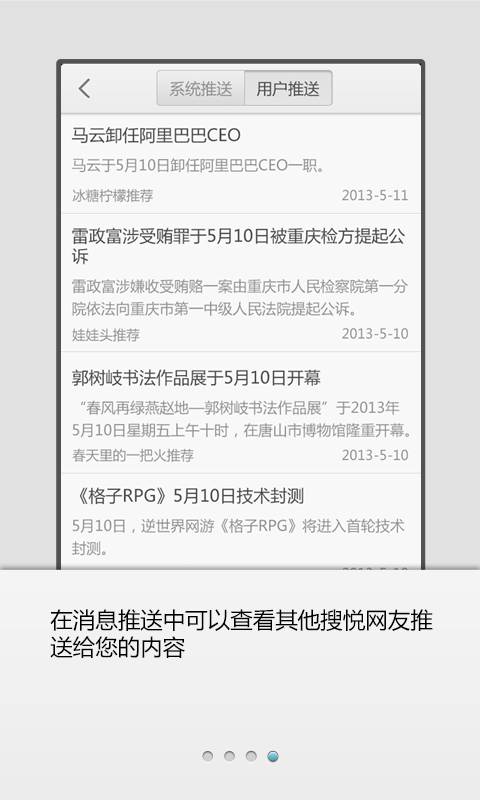 系统推送 用户推送
马云卸任阿里巴巴CEO
马云于5月10日卸任阿里巴巴CEO一职。
冰糖柠檬推荐 2013-5-11
雷政富涉受贿罪于5月10日被重庆检方提起公
诉
雷政富涉嫌收受贿赂一案由重庆市人民检察院第一分
院依法向重庆市第一中级人民法院提起公诉。
娃娃头推荐 2013-5-10
郭树岐书法作品展于5月10日开幕
“春风再绿燕赵地—郭树岐书法作品展”于2013年
5月10日星期五上午十时，在唐山市博物馆隆重开幕。
春天里的一把火推荐 2013-5-10
《格子RPG》5月10日技术封测
5月10日，逆世界网游《格子RPG》将进入首轮技术
封测。
在消息推送中可以查看其他搜悦网友推
送给您的内容